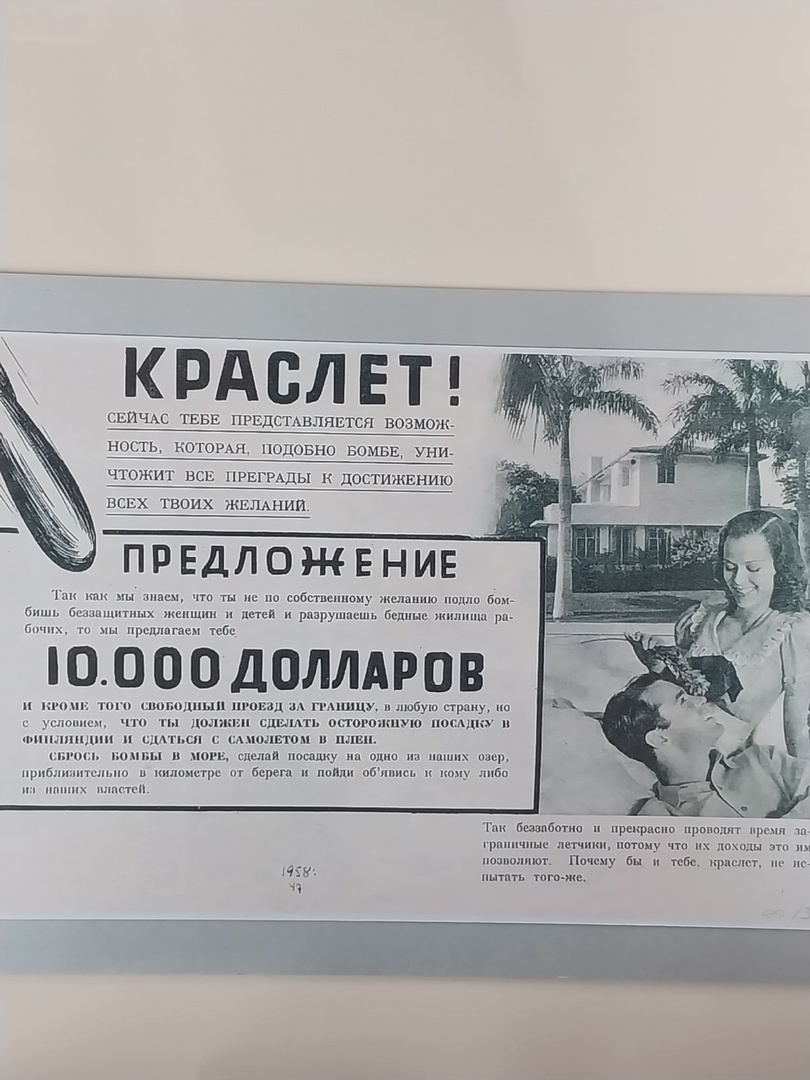 КРАСЛЕТ!
СЕЙЧАС ТЕБЕ ПРЕДСТАВЛЯЕТСЯ ВОЗМОЖ-
НОСТЬ, КОТОРАЯ, ПОДОБНО БОМБЕ, УНИ-
ЧТОЖИТ ВСЕ ПРЕГРАДЫ К ДОСТИЖЕНИЮ
ВСЕХ ТВОИХ ЖЕЛАНИЙ.
ПРЕДЛОЖЕНИЕ
Так как мы знаем, что ты не по собственному желанию подло бом-
бишь беззащитных женщин и детей и разрушаешь бедные жилища ра-
бочих, то мы предлагаем тебе
10.000 ДОЛЛАРОВ
И КРОМЕ ТОГО СВОБОДНЫЙ ПРОЕЗД ЗА ГРАНИЦУ, в любую страну, но
с условием, ЧТО ТЫ ДОЛЖЕН СДЕЛАТЬ ОСТОРОЖНУЮ ПОСАДКУ В
ФИНЛЯНДИИ И СДАТЬСЯ С САМОЛЕТОМ В ПЛЕН.
СБРОСЬ БОМБЫ В МОРЕ, сделай посадку на одно из наших озер,
приблизительно в километре от берега и пойди об'явись к кому либо
из наших властей.
Так беззаботно и прекрасно проводят время за-
граничные летчики, потому что их доходы это им
позволяют. Почему бы и тебе, краслет, не ис-
пытать того-же.
1958:
47